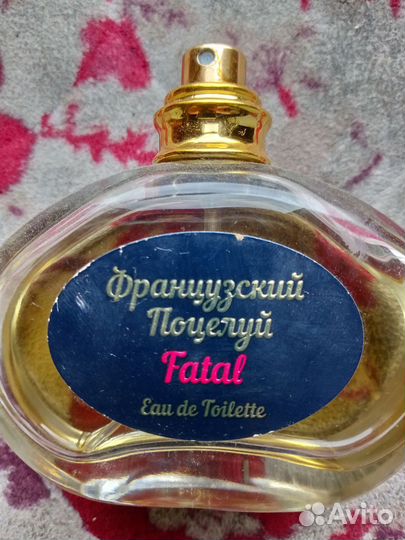 Французский
Поцелуй
Fatal
Eau de Toilette
Avito